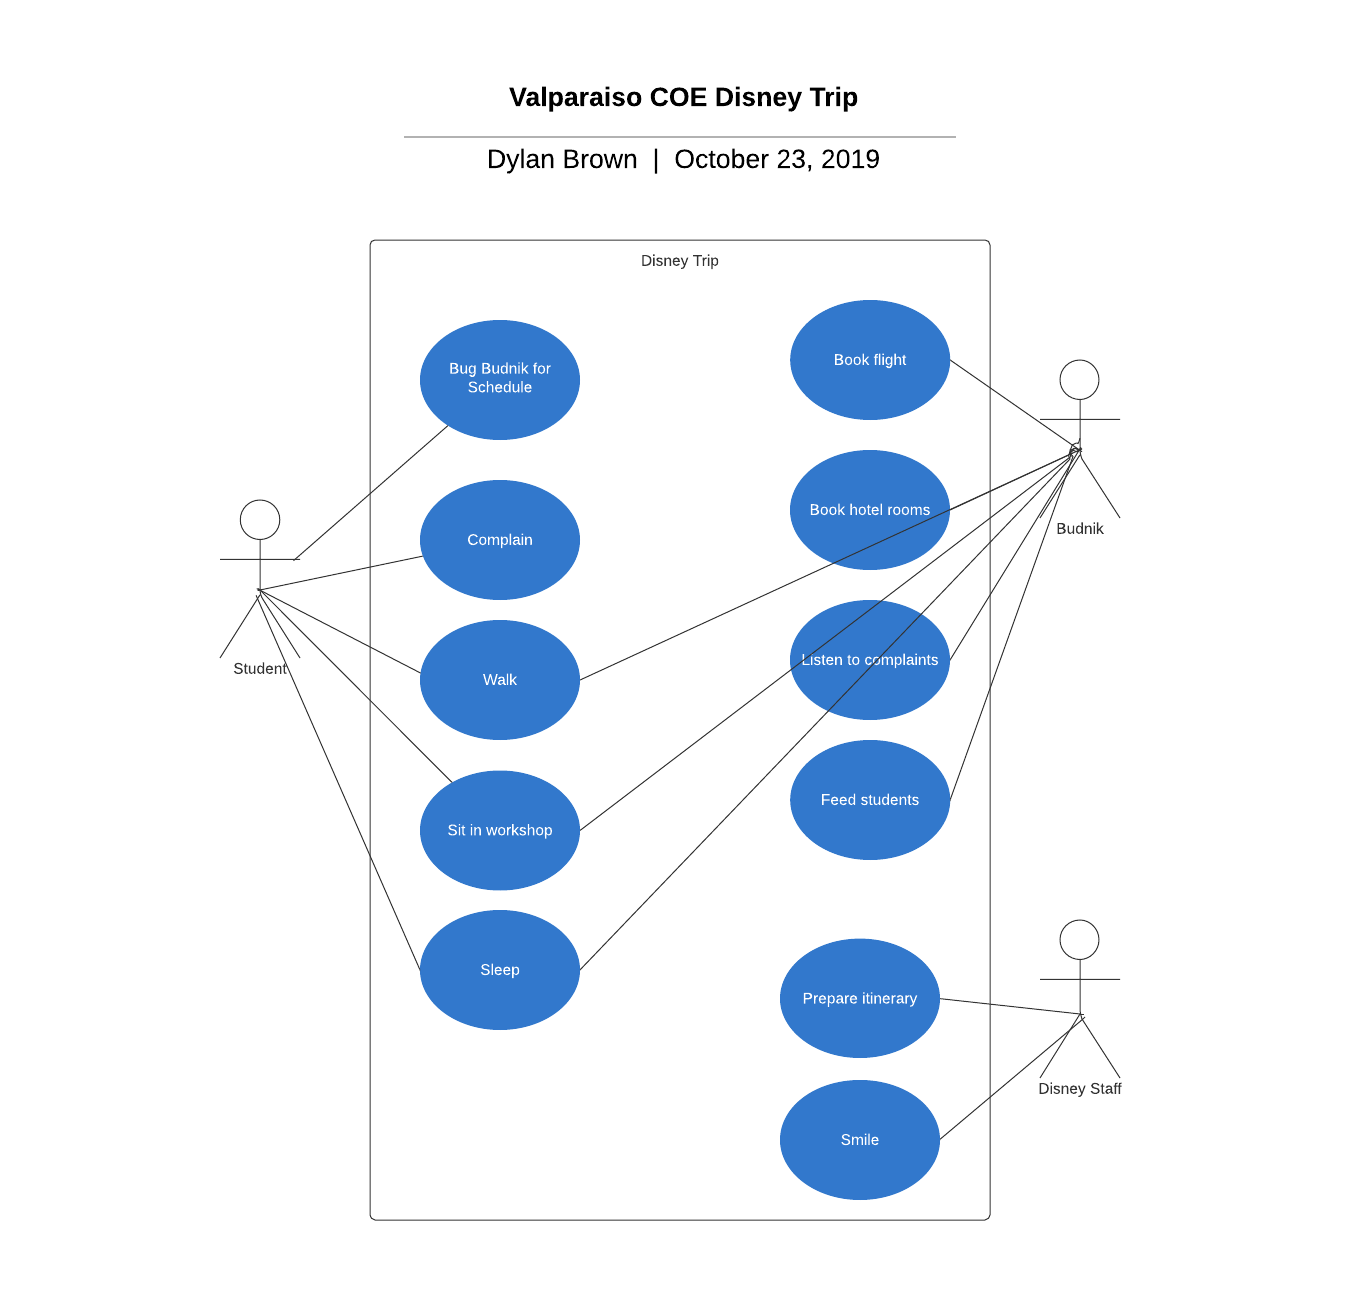 Valparaiso COE Disney Trip
Dylan Brown | October 23, 2019
Disney Trip
Bug Budnik for
Schedule
Complain
Walk
Sit in workshop
Sleep
Book flight
Book hotel rooms
Listen to complaints
Feed students
Prepare itinerary
Smile
Student
Budnik
Disney Staff